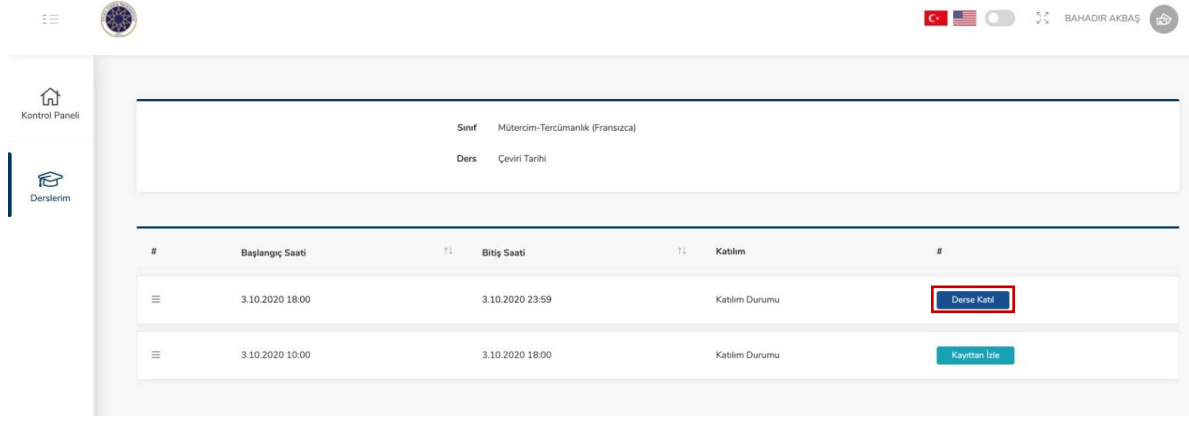 BAHADIR AKBAŞ
Kontrol Paneli
Derslerim
Sınıf Mütercim-Tercümanlık (Fransızca)
Ders Çeviri Tarihi
# Başlangıç Saati Bitiş Saati Katılım #
3.10.2020 18:00 3.10.2020 23:59 Katılım Durumu Derse Katıl
3.10.2020 10:00 3.10.2020 18:00 Katılım Durumu Kayıttan İzle